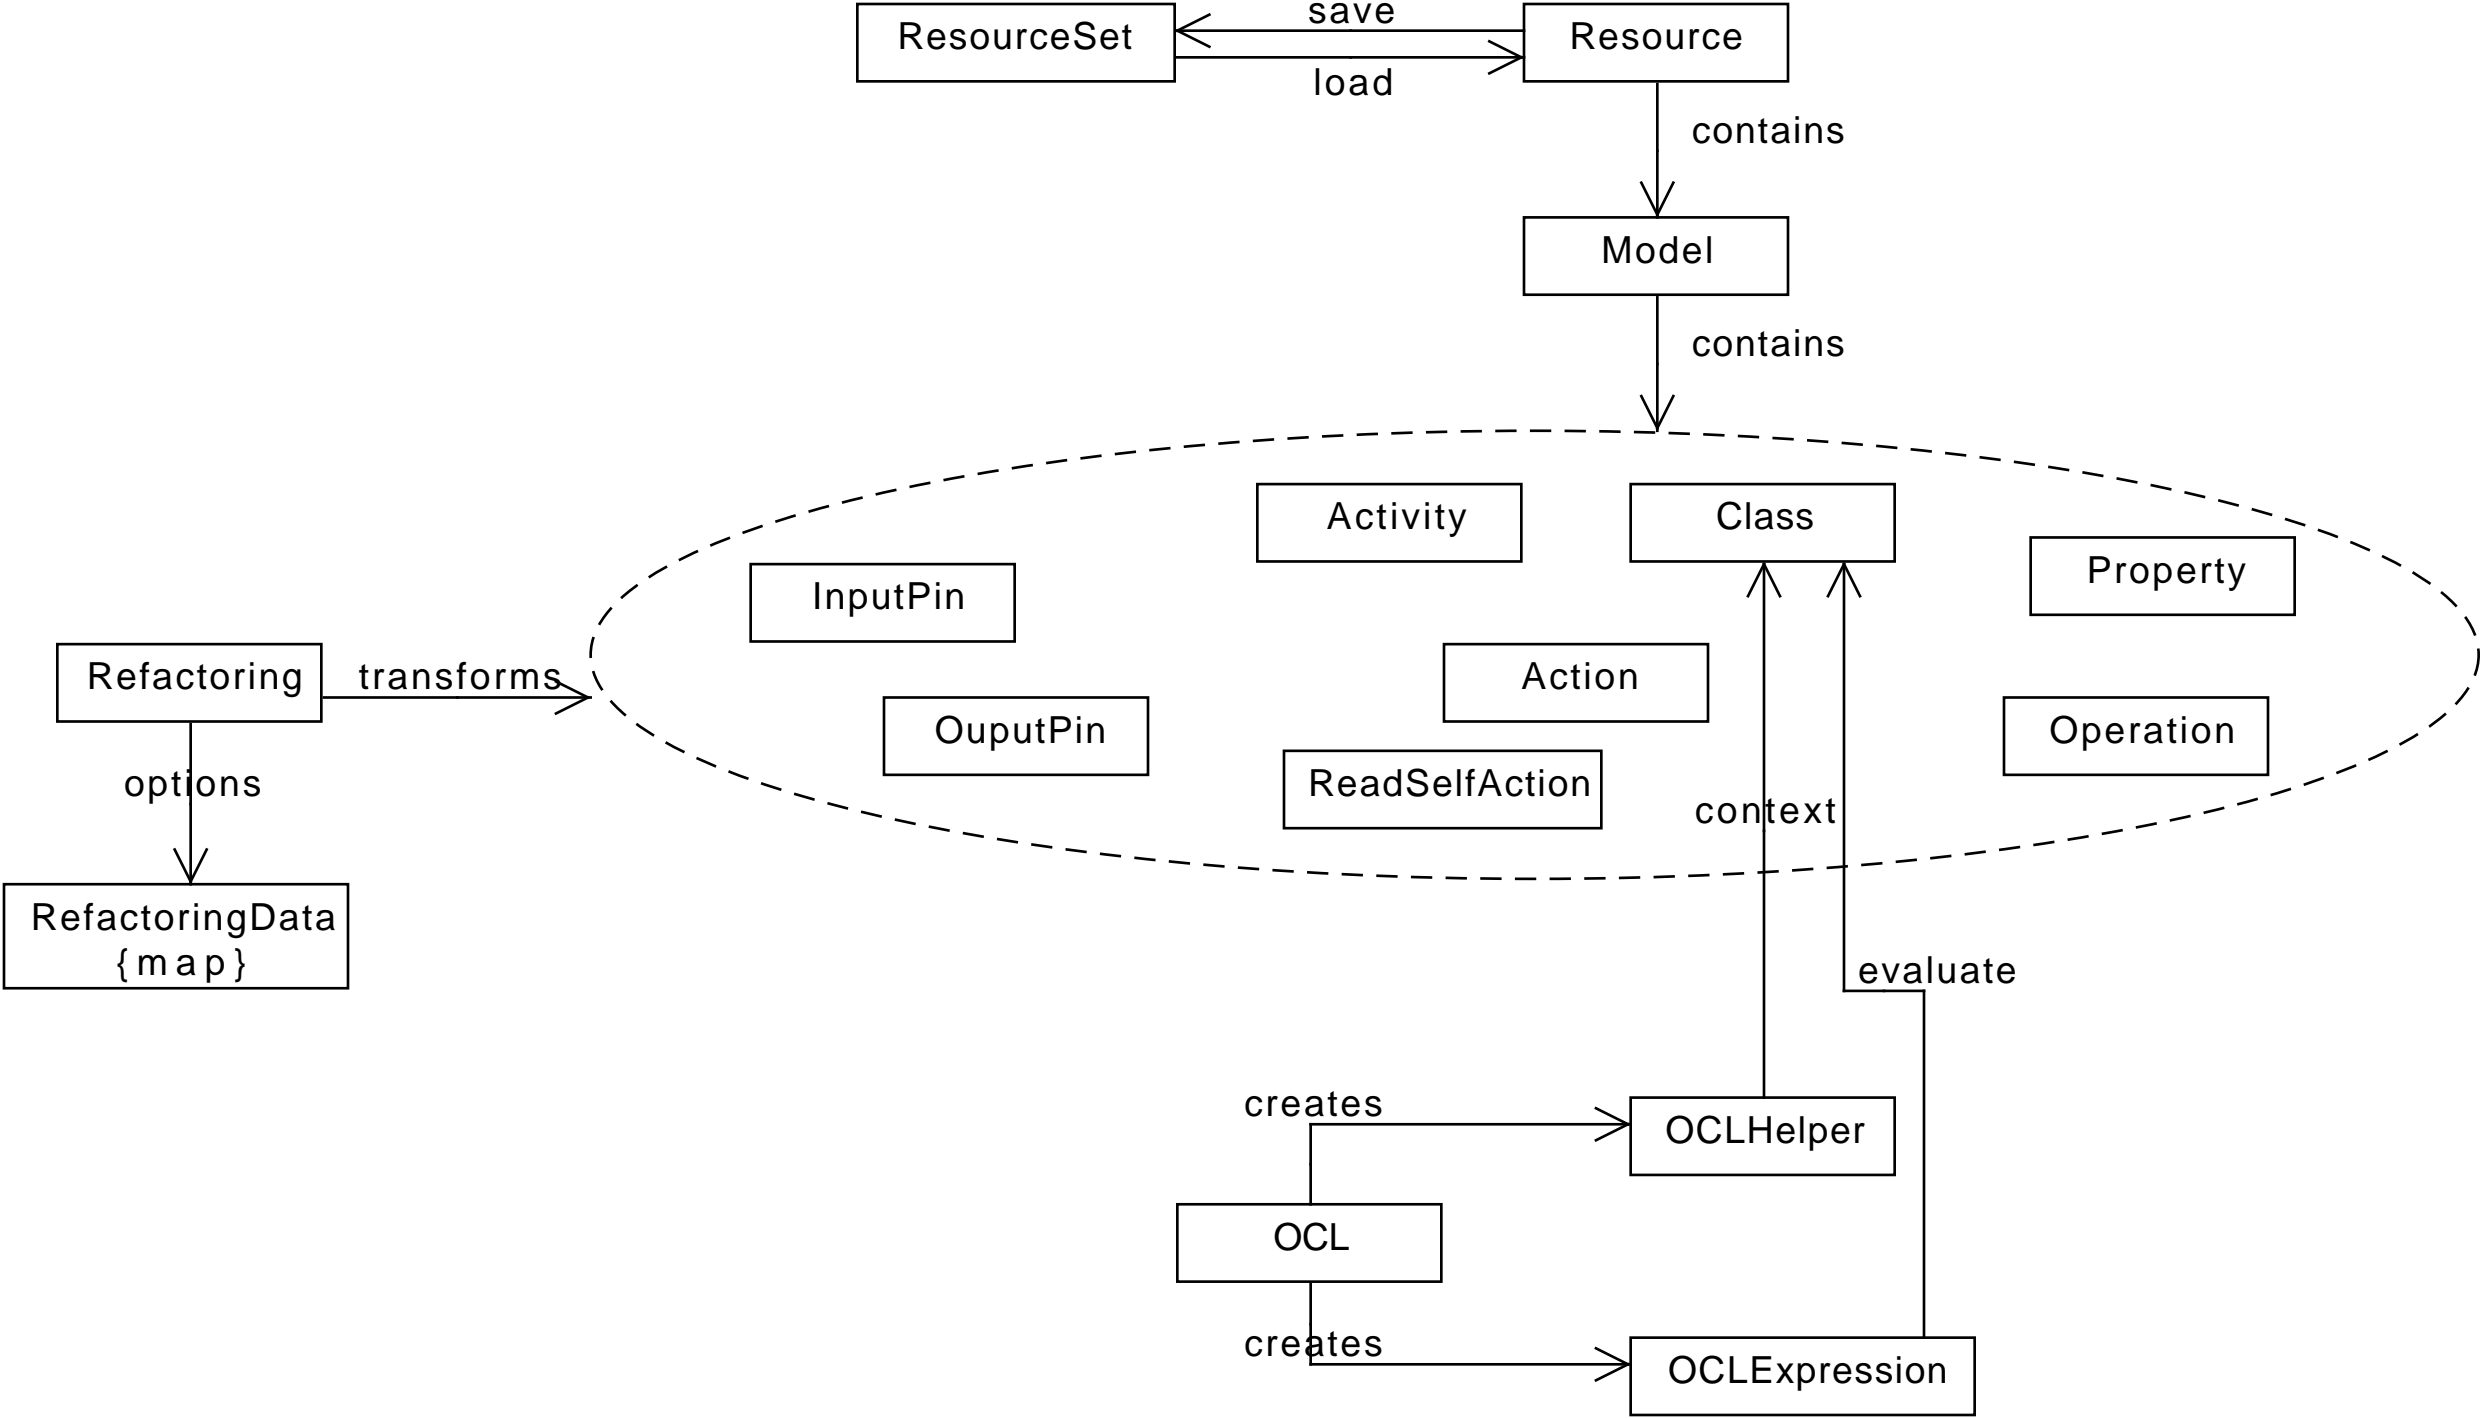 save
ResourceSet
Resource
load
contains
Model
contains
Activity
Class
Property
InputPin
Refactoring
transforms
Action
OuputPin
Operation
options
ReadSelfAction
context
RefactoringData
{map}
evaluate
creates
OCLHelper
OCL
creates
OCLExpression